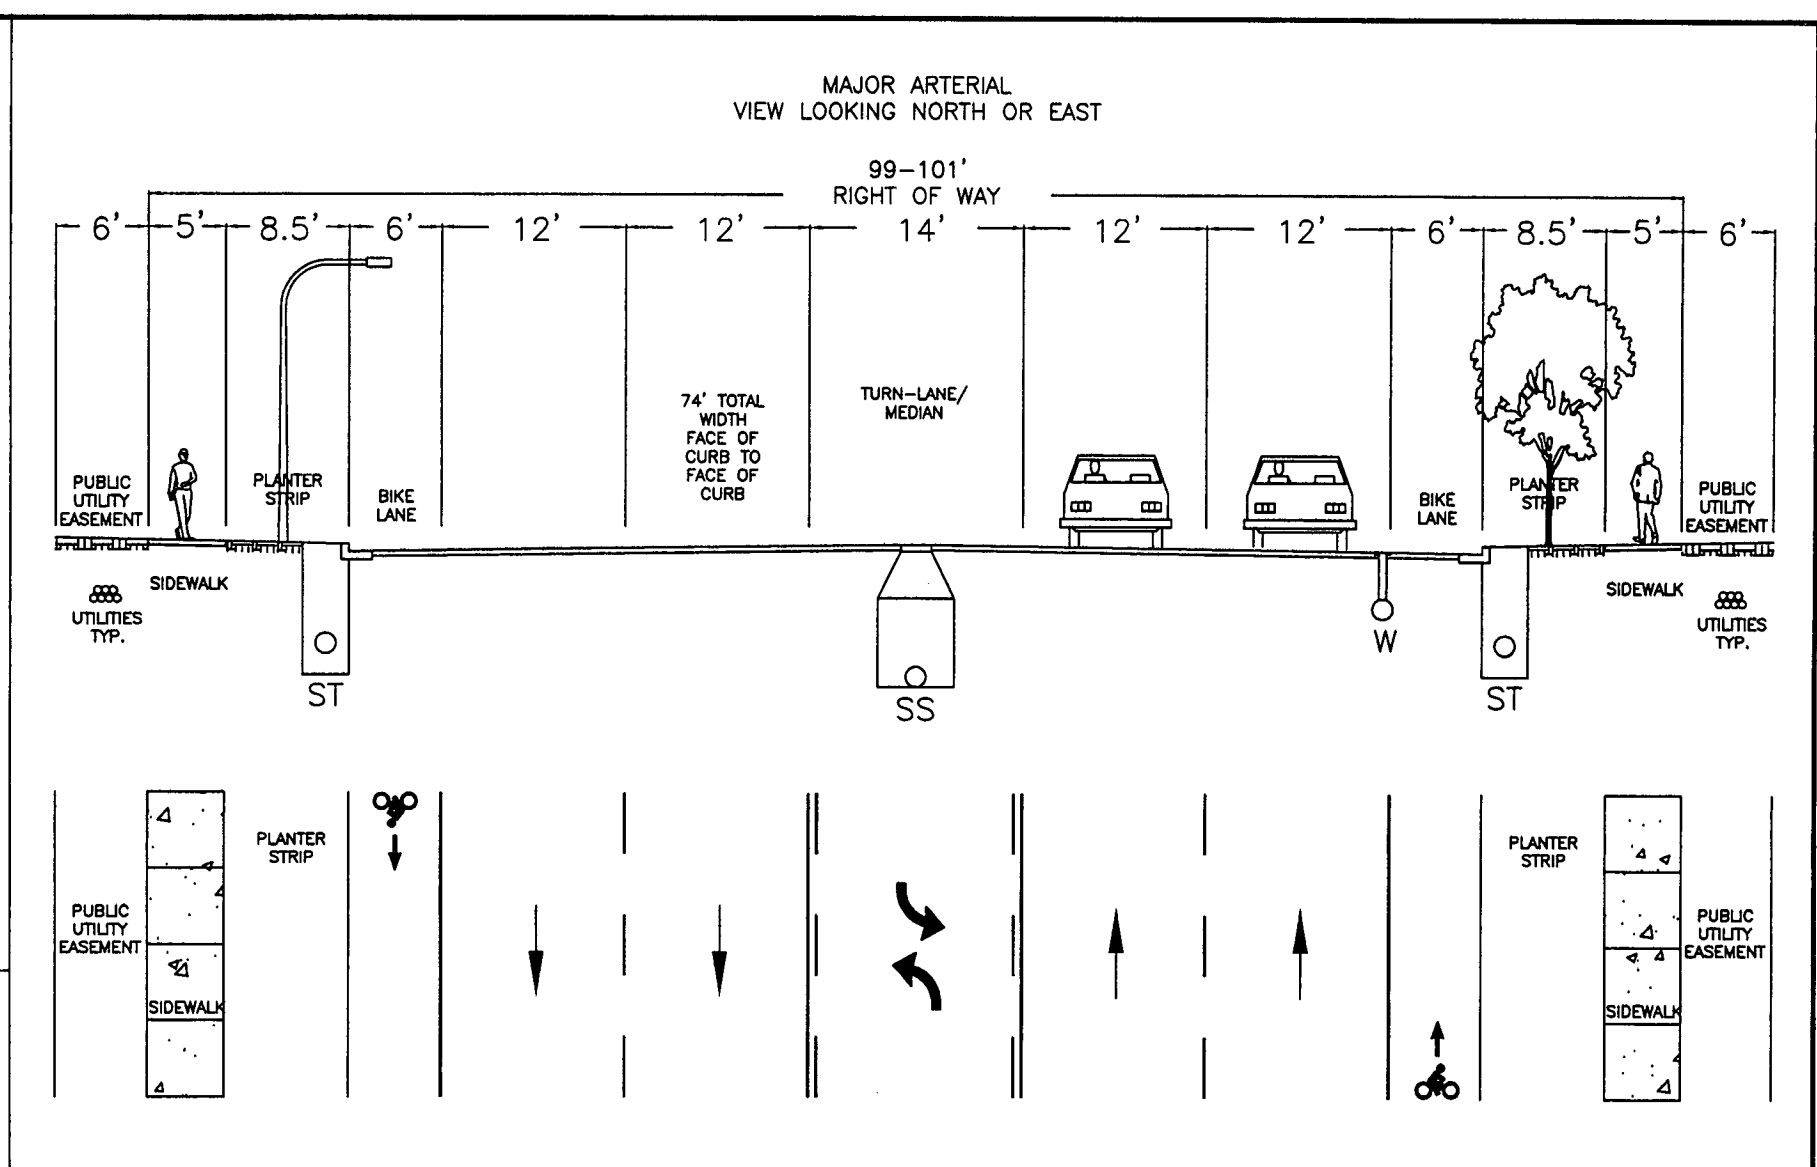 MAJOR ARTERIAL
VIEW LOOKING NORTH OR EAST
99-101'
RIGHT OF WAY
6' 5' 8.5' 6' 12' 12' 14' 12' 12' 6' 8.5' 5' 6'
PUBLIC
UTILITY
EASEMENT
PLANTER
STRIP
BIKE
LANE
74' TOTAL
WIDTH
FACE OF
CURB TO
FACE OF
CURB
TURN-LANE/
MEDIAN
BIKE
LANE
PLANTER
STRIP
PUBLIC
UTILITY
EASEMENT
SIDEWALK
UTILITIES
TYP.
ST
SS
W
ST
SIDEWALK
UTILITIES
TYP.
PUBLIC
UTILITY
EASEMENT
SIDEWALK
PLANTER
STRIP
PLANTER
STRIP
SIDEWALK
PUBLIC
UTILITY
EASEMENT